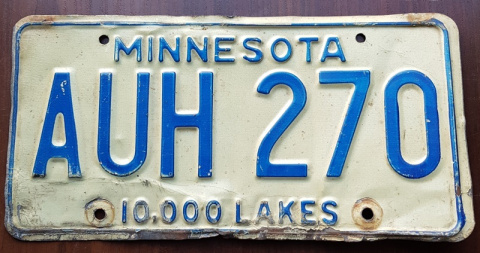 MINNESOTA
AUH 270
10,000 LAKES